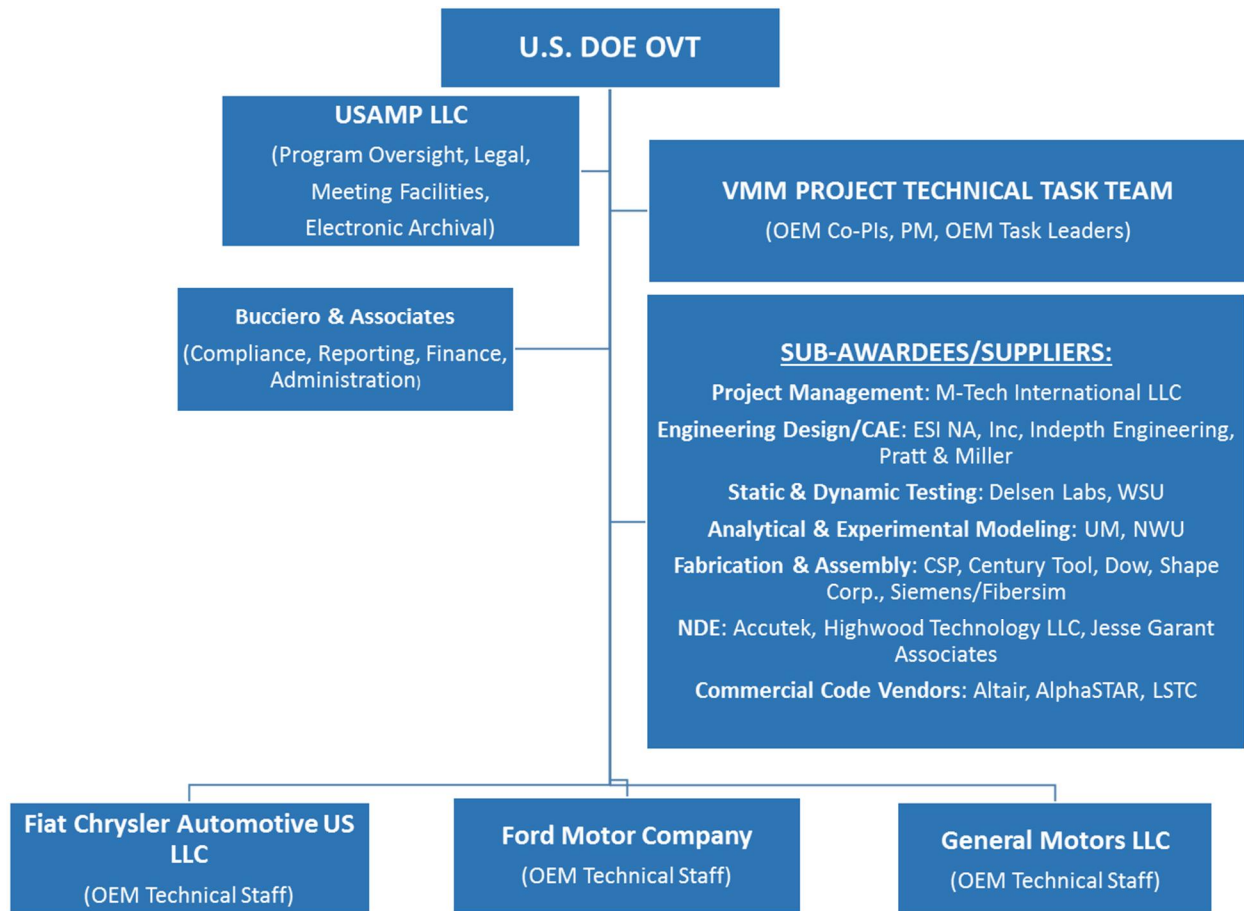 U.S. DOE OVT
USAMP LLC
(Program Oversight, Legal,
Meeting Facilities,
Electronic Archival)
VMM PROJECT TECHNICAL TASK TEAM
(OEM Co-PIs, PM, OEM Task Leaders)
Bucciero & Associates
(Compliance, Reporting, Finance,
Administration)
SUB-AWARDEES/SUPPLIERS:
Project Management: M-Tech International LLC
Engineering Design/CAE: ESI NA, Inc, Indepth Engineering,
Pratt & Miller
Static & Dynamic Testing: Delsen Labs, WSU
Analytical & Experimental Modeling: UM, NWU
Fabrication & Assembly: CSP, Century Tool, Dow, Shape
Corp., Siemens/Fibersim
NDE: Accutek, Highwood Technology LLC, Jesse Garant
Associates
Commercial Code Vendors: Altair, AlphaSTAR, LSTC
Fiat Chrysler Automotive US
LLC
(OEM Technical Staff)
Ford Motor Company
(OEM Technical Staff)
General Motors LLC
(OEM Technical Staff)